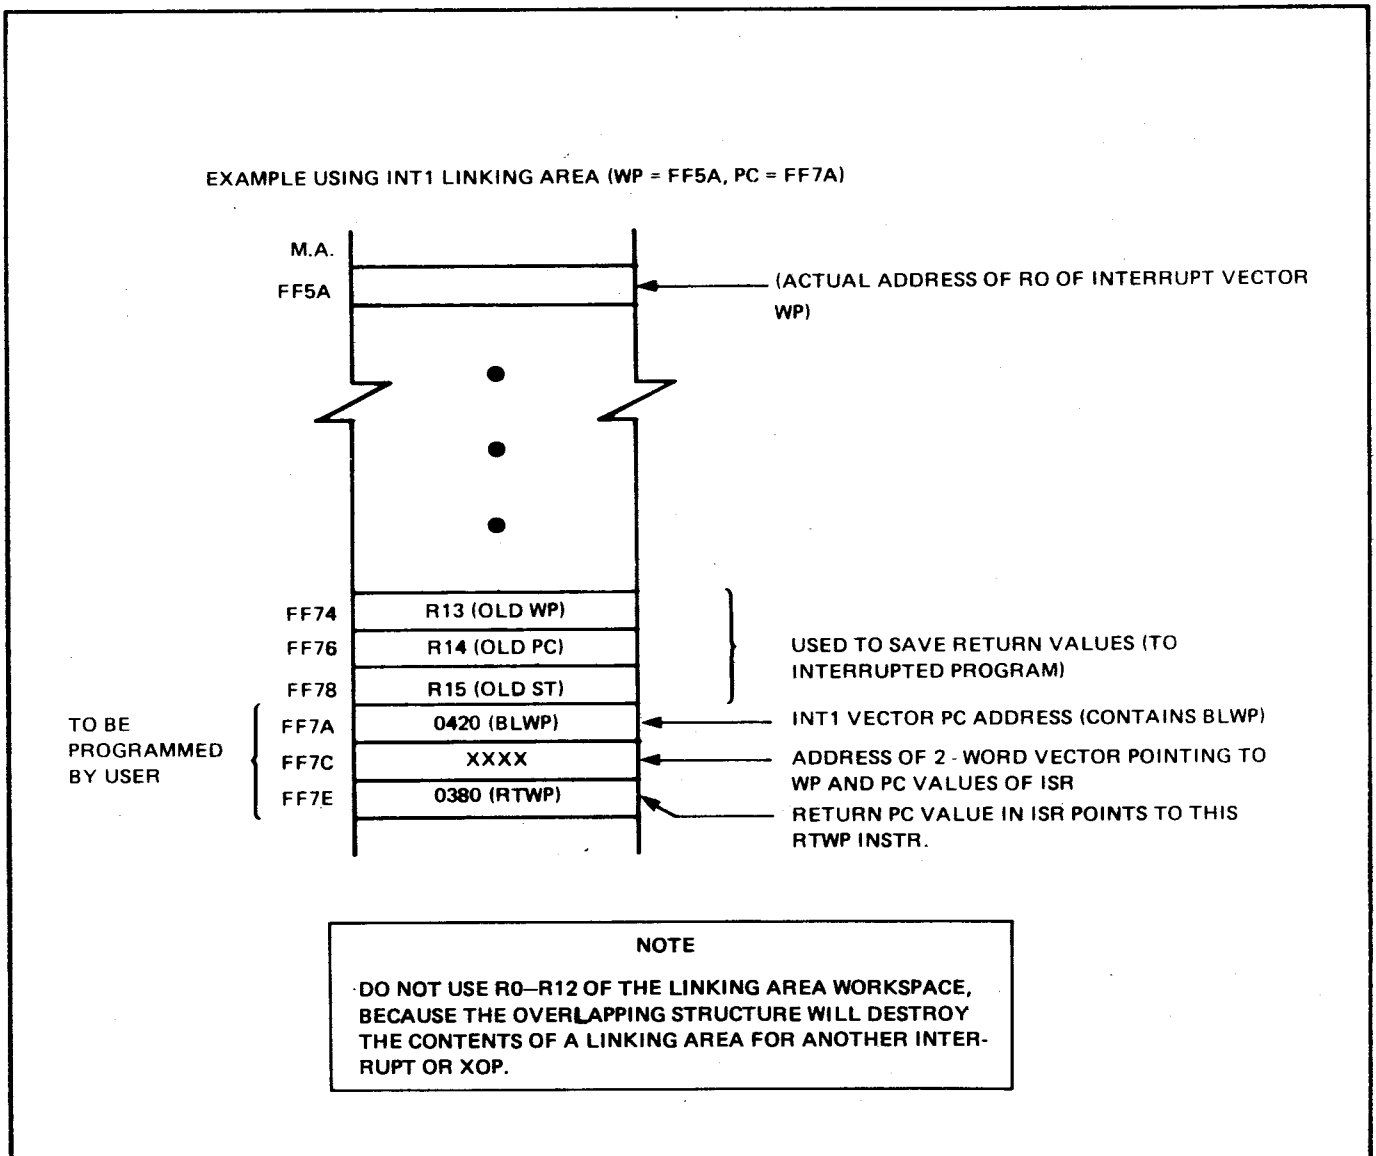 EXAMPLE USING INT1 LINKING AREA (WP = FF5A, PC = FF7A)
M.A.
FF5A
(ACTUAL ADDRESS OF RO OF INTERRUPT VECTOR
WP)
FF74 R13 (OLD WP)
FF76 R14 (OLD PC)
FF78 R15 (OLD ST)
USED TO SAVE RETURN VALUES (TO
INTERRUPTED PROGRAM)
TO BE
PROGRAMMED
BY USER
FF7A 0420 (BLWP)
INT1 VECTOR PC ADDRESS (CONTAINS BLWP)
FF7C XXXX
ADDRESS OF 2 - WORD VECTOR POINTING TO
WP AND PC VALUES OF ISR
FF7E 0380 (RTWP)
RETURN PC VALUE IN ISR POINTS TO THIS
RTWP INSTR.
NOTE
DO NOT USE R0–R12 OF THE LINKING AREA WORKSPACE,
BECAUSE THE OVERLAPPING STRUCTURE WILL DESTROY
THE CONTENTS OF A LINKING AREA FOR ANOTHER INTER-
RUPT OR XOP.